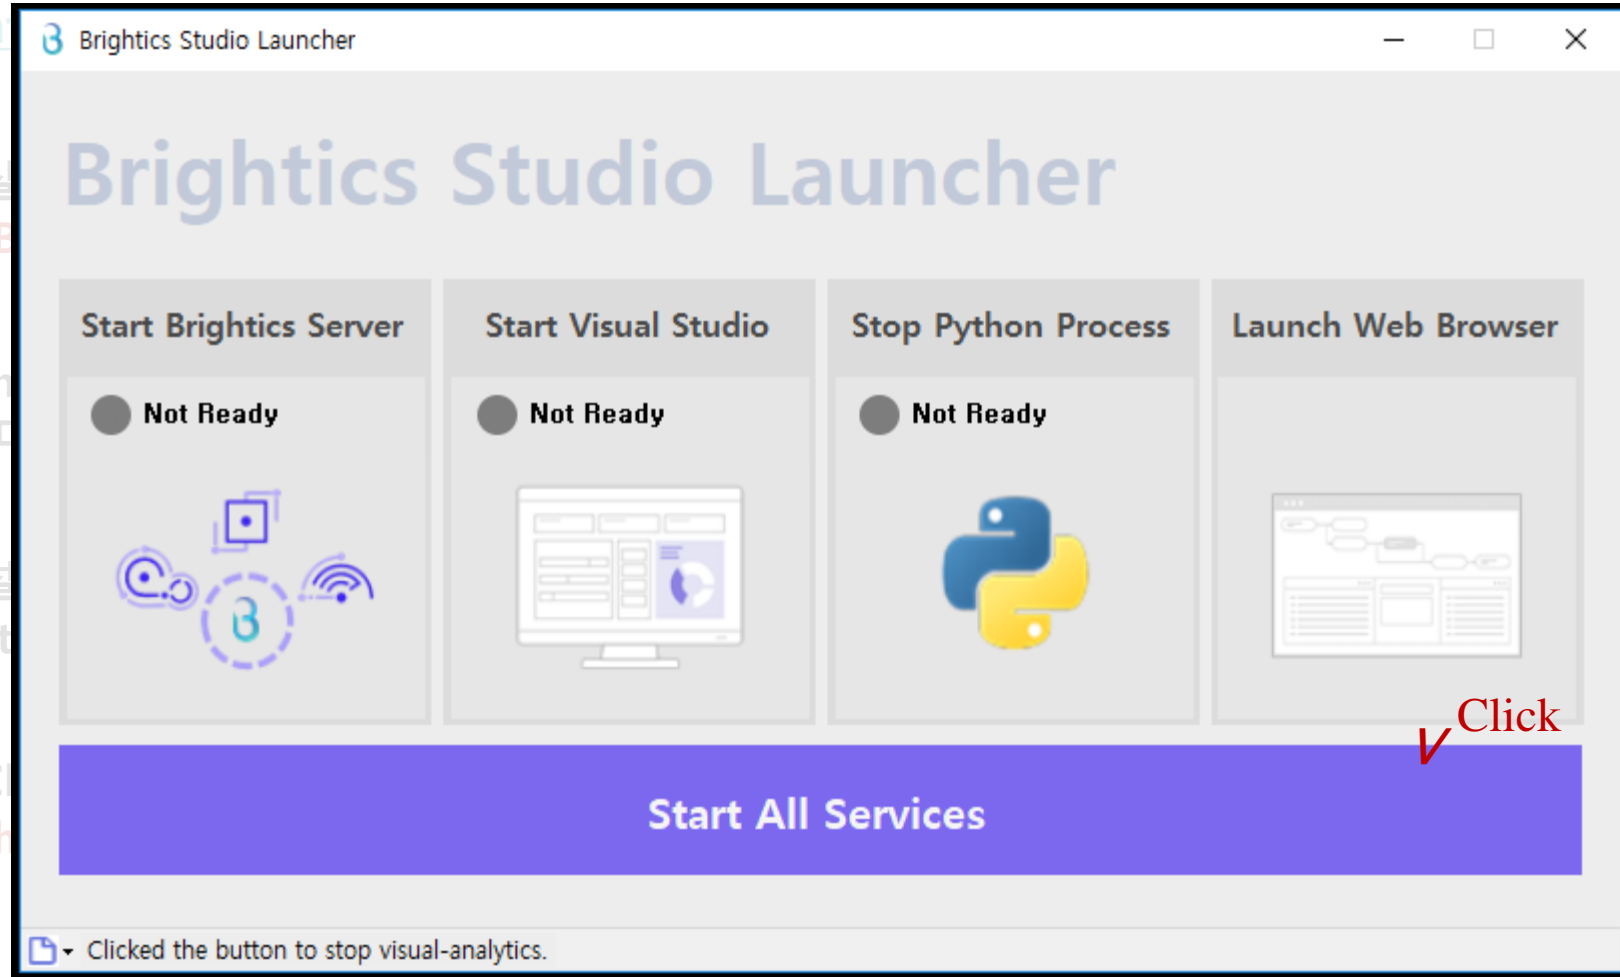 Brightics Studio Launcher
Brightics Studio Launcher
Start Brightics Server
Start Visual Studio
Stop Python Process
Launch Web Browser
Not Ready
Not Ready
Not Ready
Click
Start All Services
Clicked the button to stop visual-analytics.